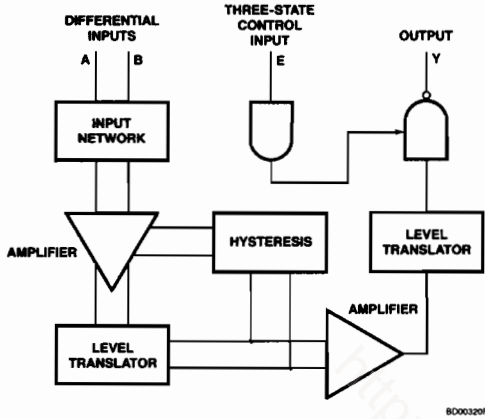 DIFFERENTIAL
INPUTS
A
B
THREE-STATE
CONTROL
INPUT
E
OUTPUT
Y
INPUT
NETWORK
AMPLIFIER
HYSTERESIS
LEVEL
TRANSLATOR
LEVEL
TRANSLATOR
AMPLIFIER